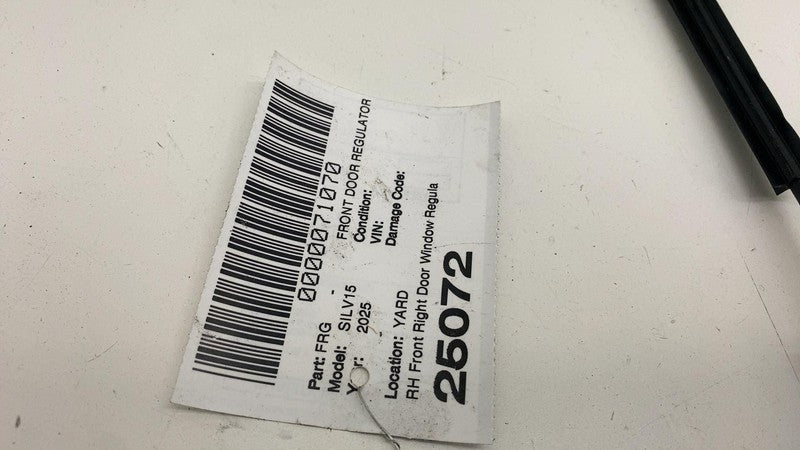 0000071070
Part: FRG - FRONT DOOR REGULATOR
Model: SILV15 Condition:
2025 VIN:
Damage Code:
Location: YARD
RH Front Right Door Window Regula
25072